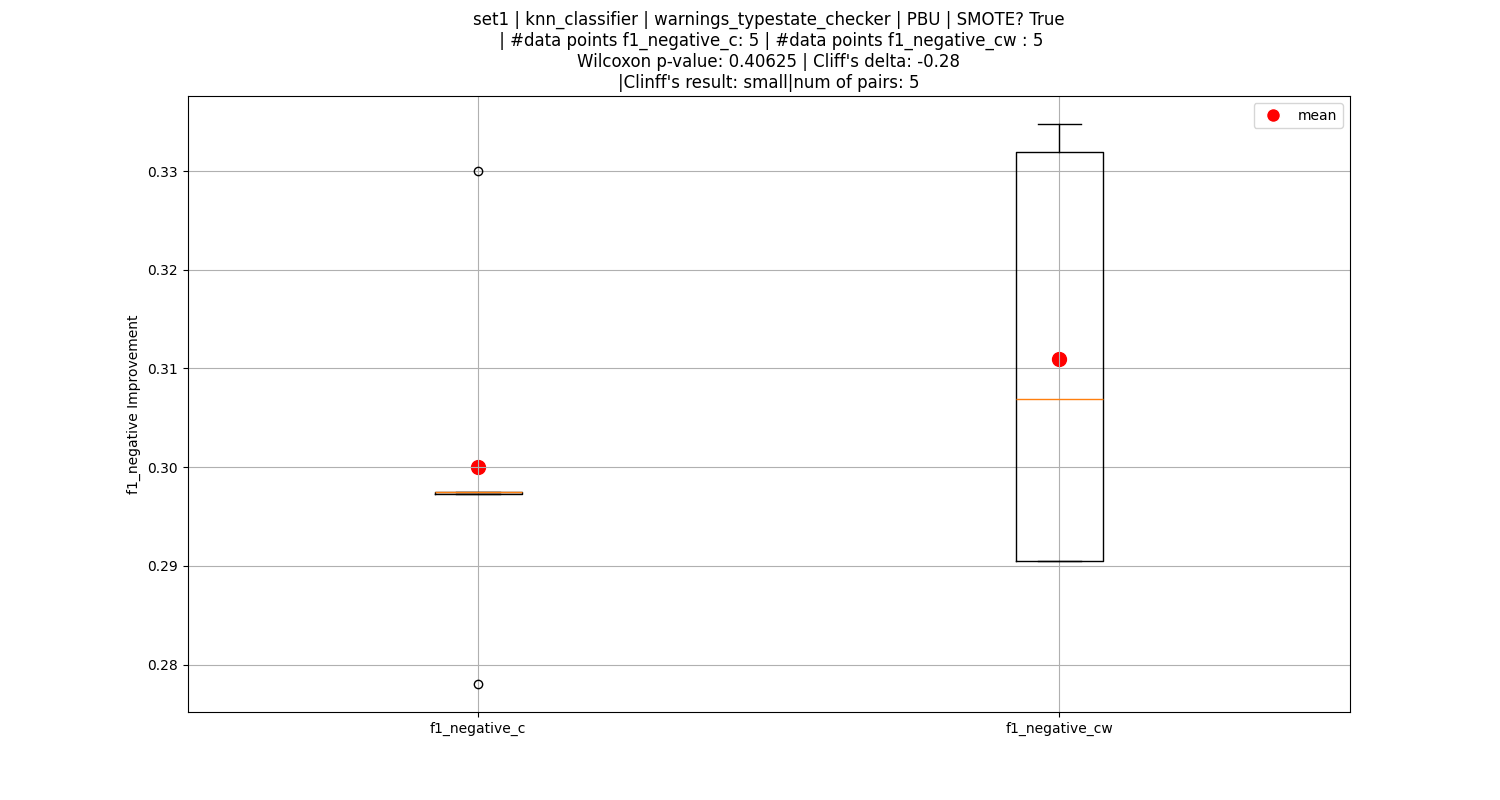 set1 | knn_classifier | warnings_typestate_checker | PBU | SMOTE? True
| #data points f1_negative_c: 5 | #data points f1_negative_cw : 5
Wilcoxon p-value: 0.40625 | Cliff's delta: -0.28
|Clinff's result: small|num of pairs: 5
mean
0.33
0.32
0.31
0.30
0.29
0.28
f1_negative Improvement
f1_negative_c
f1_negative_cw